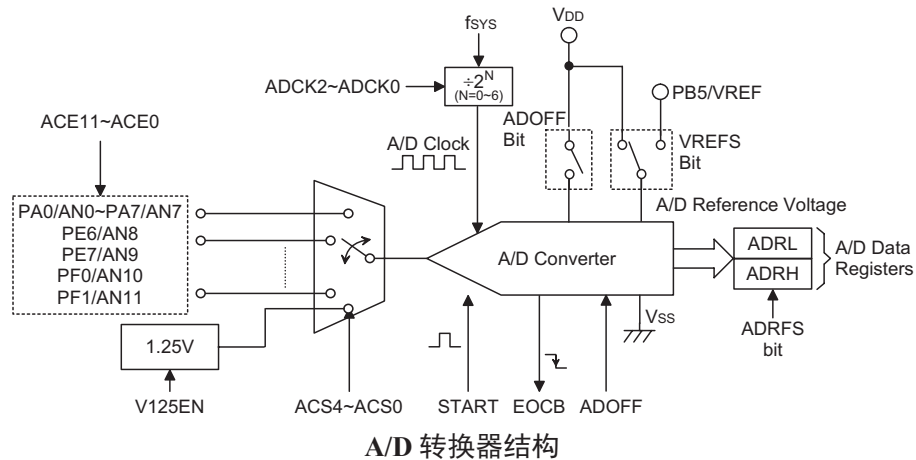 fSYS
VDD
ADCK2~ADCK0
÷2^N
(N=0~6)
PB5/VREF
ACE11~ACE0
A/D Clock
ADOFF
Bit
VREFS
Bit
PA0/AN0~PA7/AN7
PE6/AN8
PE7/AN9
PF0/AN10
PF1/AN11
A/D Reference Voltage
A/D Converter
ADRL
ADRH
A/D Data
Registers
VSS
ADRFS
bit
1.25V
V125EN
ACS4~ACS0
START
EOCB
ADOFF
A/D 转换器结构